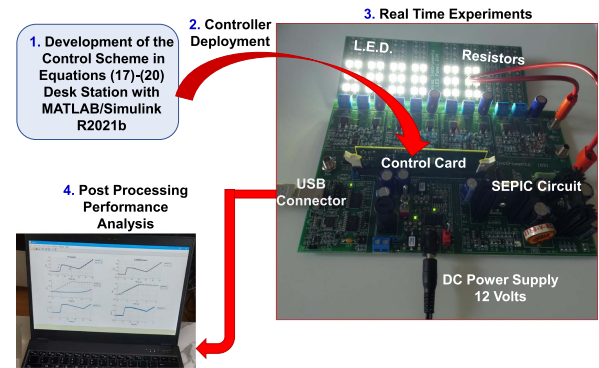 1. Development of the
Control Scheme in
Equations (17)-(20)
Desk Station with
MATLAB/Simulink
R2021b
2. Controller
Deployment
3. Real Time Experiments
L.E.D.
Resistors
Control Card
USB
Connector
SEPIC Circuit
DC Power Supply
12 Volts
4. Post Processing
Performance
Analysis